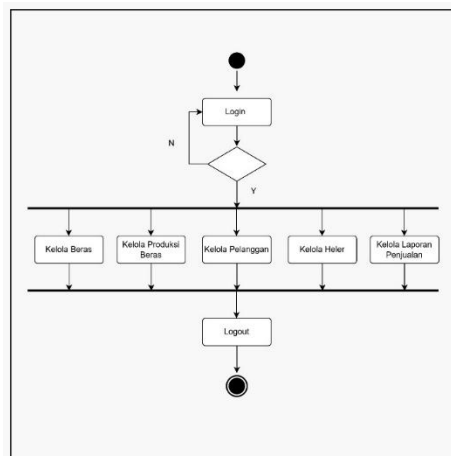 Login
N
Y
Kelola Beras
Kelola Produksi
Beras
Kelola Pelanggan
Kelola Heler
Kelola Laporan
Penjualan
Logout